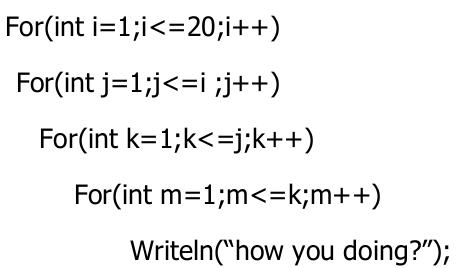 For(int i=1;i<=20;i++)
For(int j=1;j<=i ;j++)
For(int k=1;k<=j;k++)
For(int m=1;m<=k;m++)
Writeln(“how you doing?”);